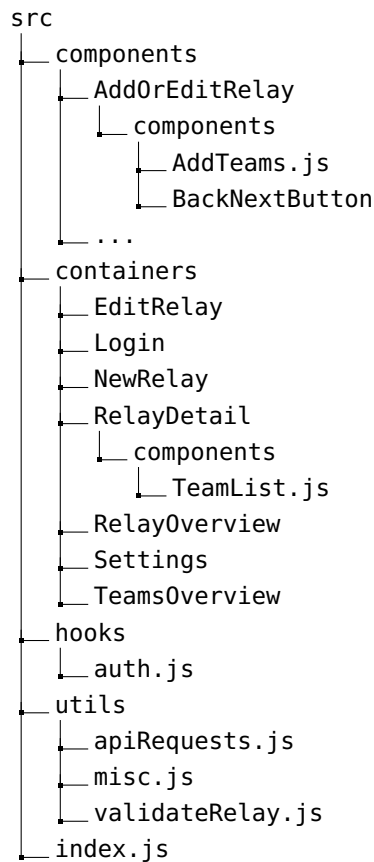 src
components
AddOrEditRelay
components
AddTeams.js
BackNextButton
...
containers
EditRelay
Login
NewRelay
RelayDetail
components
TeamList.js
RelayOverview
Settings
TeamsOverview
hooks
auth.js
utils
apiRequests.js
misc.js
validateRelay.js
index.js